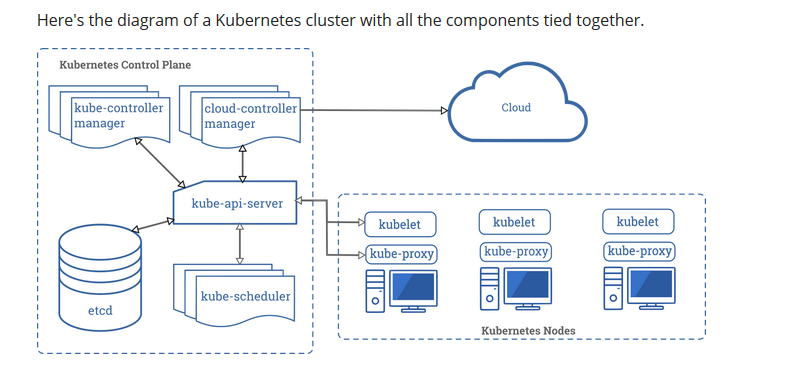 Here's the diagram of a Kubernetes cluster with all the components tied together.
Kubernetes Control Plane
kube-controller
manager
cloud-controller
manager
Cloud
kube-api-server
kubelet
kubelet
kubelet
kube-proxy
kube-proxy
kube-proxy
etcd
kube-scheduler
Kubernetes Nodes